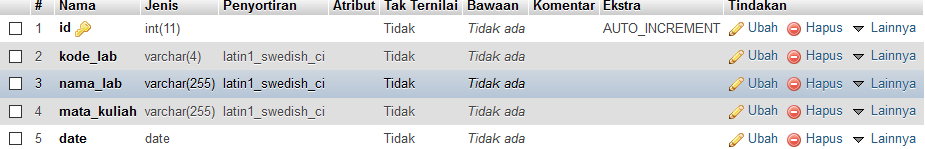 # Nama Jenis Penyortiran Atribut Tak Ternilai Bawaan Komentar Ekstra Tindakan
1 id int(11) Tidak Tidak ada AUTO_INCREMENT Ubah Hapus Lainnya
2 kode_lab varchar(4) latin1_swedish_ci Tidak Tidak ada Ubah Hapus Lainnya
3 nama_lab varchar(255) latin1_swedish_ci Tidak Tidak ada Ubah Hapus Lainnya
4 mata_kuliah varchar(255) latin1_swedish_ci Tidak Tidak ada Ubah Hapus Lainnya
5 date date Tidak Tidak ada Ubah Hapus Lainnya